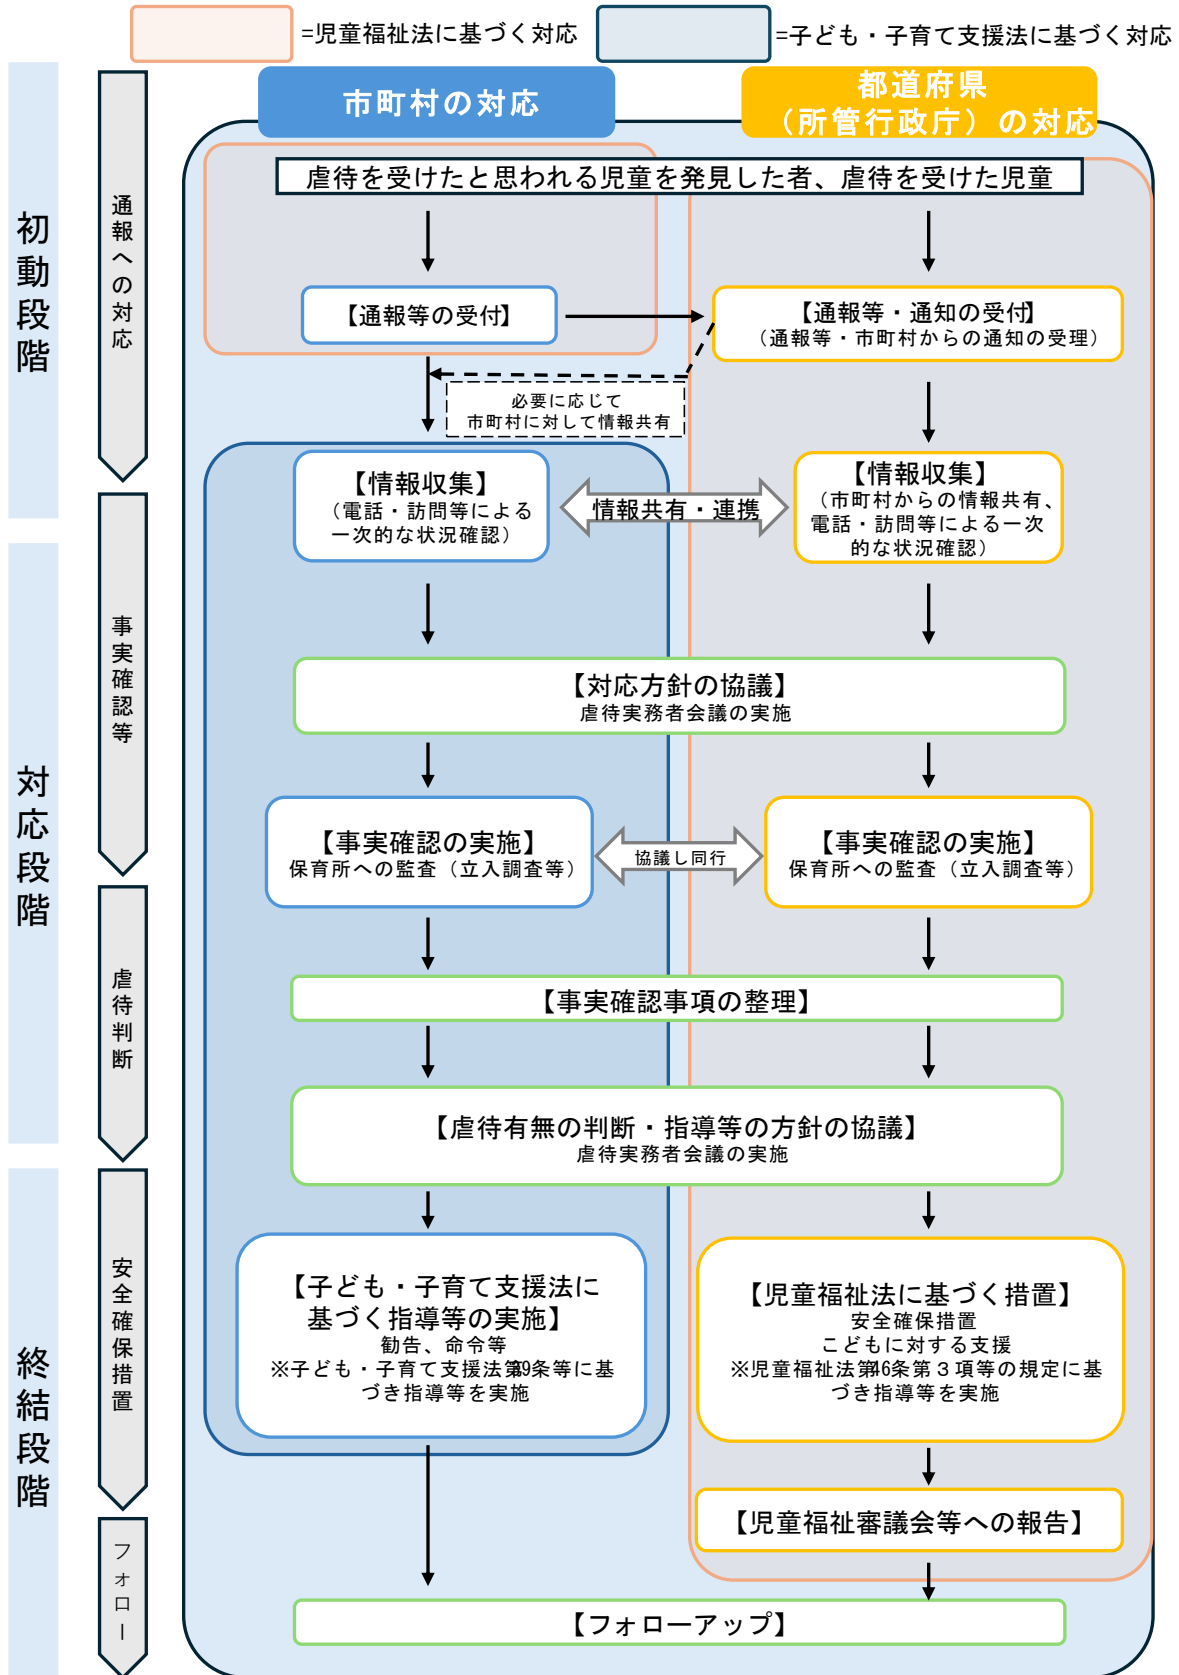 =児童福祉法に基づく対応
=子ども・子育て支援法に基づく対応
市町村の対応
都道府県
（所管行政庁）の対応
初動段階
通報への対応
虐待を受けたと思われる児童を発見した者、虐待を受けた児童
【通報等の受付】
【通報等・通知の受付】
（通報等・市町村からの通知の受理）
必要に応じて
市町村に対して情報共有
【情報収集】
（電話・訪問等による
一次的な状況確認）
情報共有・連携
【情報収集】
（市町村からの情報共有、
電話・訪問等による一次
的な状況確認）
対応段階
事実確認等
【対応方針の協議】
虐待実務者会議の実施
【事実確認の実施】
保育所への監査（立入調査等）
協議し同行
【事実確認の実施】
保育所への監査（立入調査等）
虐待判断
【事実確認事項の整理】
【虐待有無の判断・指導等の方針の協議】
虐待実務者会議の実施
終結段階
安全確保措置
【子ども・子育て支援法に
基づく指導等の実施】
勧告、命令等
※子ども・子育て支援法第39条等に基
づき指導等を実施
【児童福祉法に基づく措置】
安全確保措置
こどもに対する支援
※児童福祉法第46条第３項等の規定に基
づき指導等を実施
【児童福祉審議会等への報告】
フォロー
【フォローアップ】